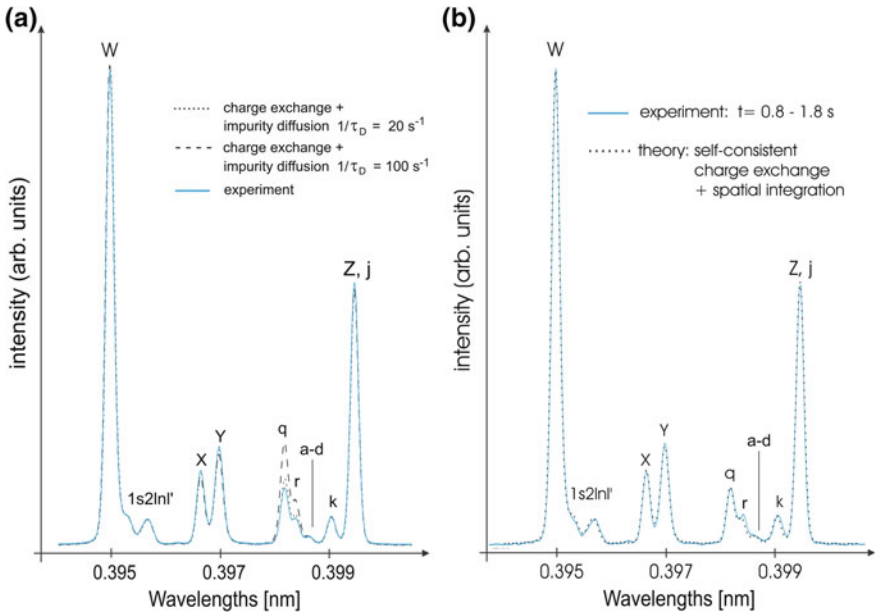 (a)
intensity (arb. units)
W
charge exchange +
impurity diffusion 1/τD = 20 s-1
charge exchange +
impurity diffusion 1/τD = 100 s-1
experiment
Z, j
1s2lnl'
X
Y
q
r
a-d
k
0.395
0.397
0.399
Wavelengths [nm]
(b)
intensity (arb. units)
W
experiment: t= 0.8 - 1.8 s
theory: self-consistent
charge exchange
+ spatial integration
Z, j
1s2lnl'
X
Y
q
r
a-d
k
0.395
0.397
0.399
Wavelengths [nm]